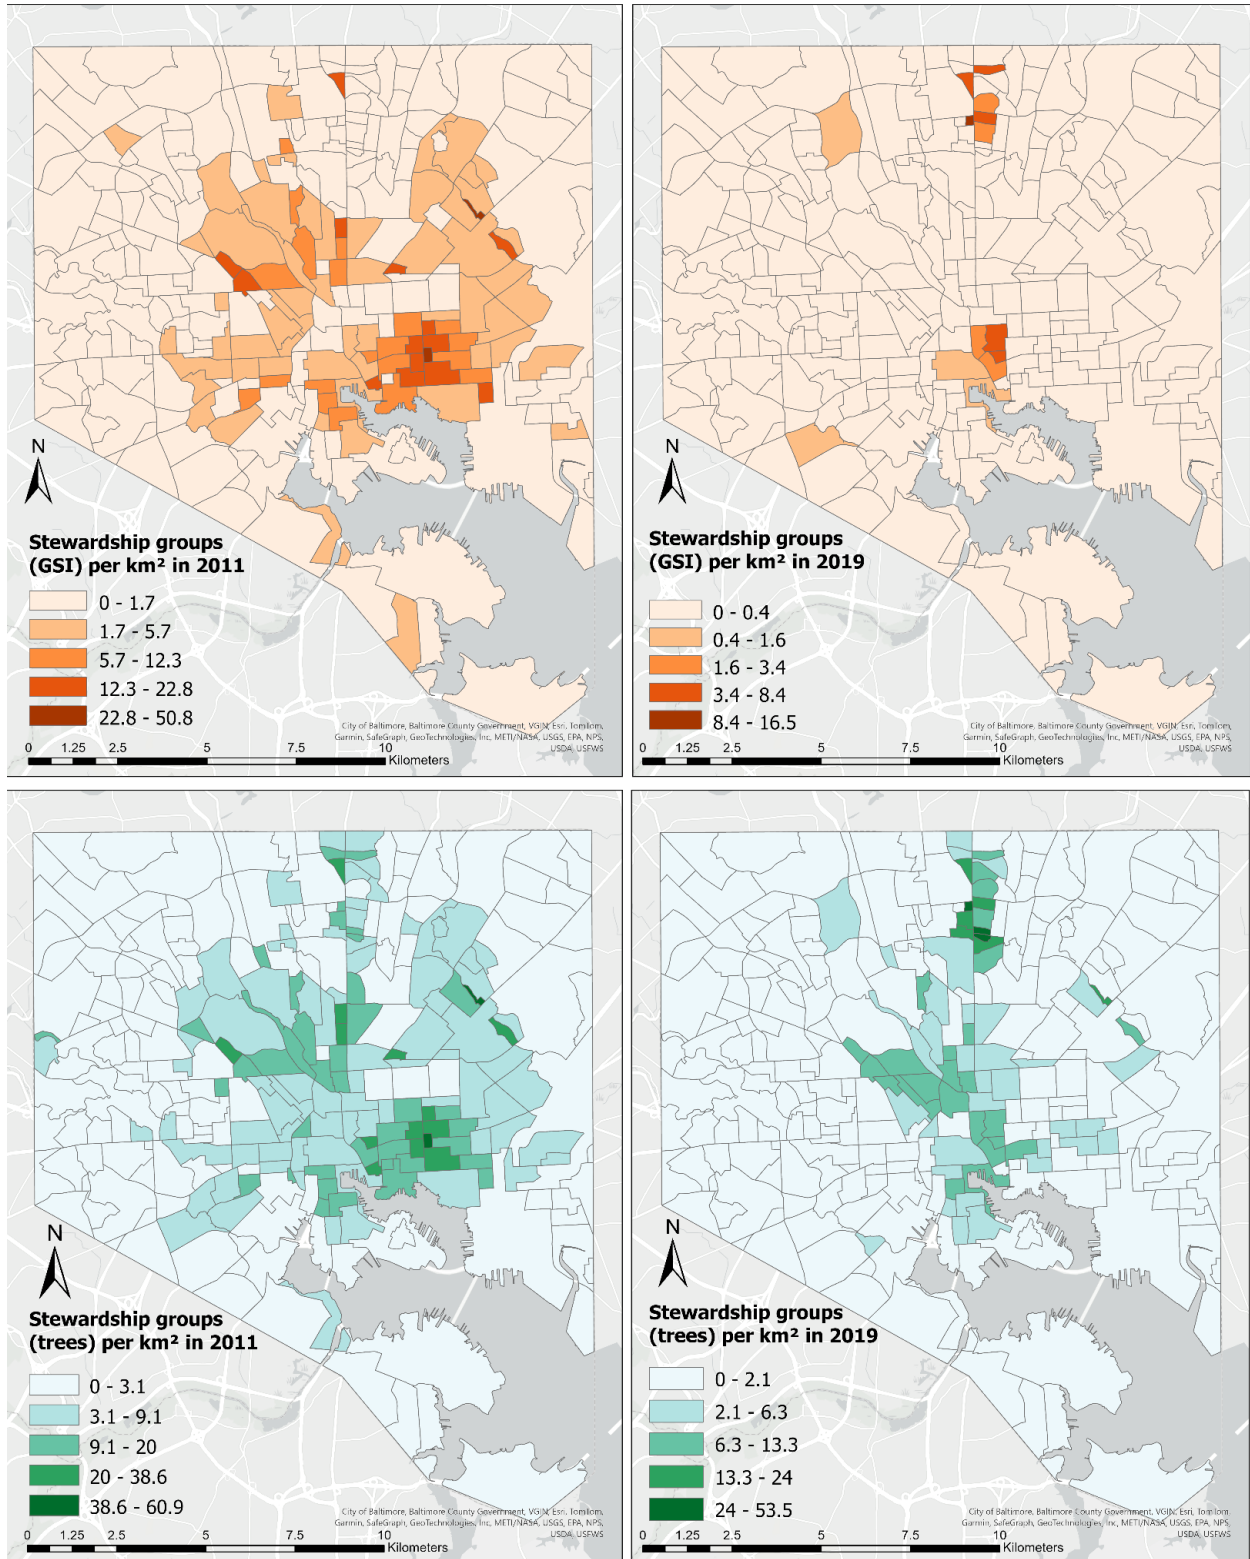 N
Stewardship groups
(GSI) per km² in 2011
0 - 1.7
1.7 - 5.7
5.7 - 12.3
12.3 - 22.8
22.8 - 50.8
City of Baltimore, Baltimore County Government, VGIN, Esri, TomTom,
Garmin, SafeGraph, GeoTechnologies, Inc, METI/NASA, USGS, EPA, NPS,
USDA, USFWS
0 1.25 2.5 5 7.5 10
Kilometers
N
Stewardship groups
(GSI) per km² in 2019
0 - 0.4
0.4 - 1.6
1.6 - 3.4
3.4 - 8.4
8.4 - 16.5
City of Baltimore, Baltimore County Government, VGIN, Esri, TomTom,
Garmin, SafeGraph, GeoTechnologies, Inc, METI/NASA, USGS, EPA, NPS,
USDA, USFWS
0 1.25 2.5 5 7.5 10
Kilometers
N
Stewardship groups
(trees) per km² in 2011
0 - 3.1
3.1 - 9.1
9.1 - 20
20 - 38.6
38.6 - 60.9
City of Baltimore, Baltimore County Government, VGIN, Esri, TomTom,
Garmin, SafeGraph, GeoTechnologies, Inc, METI/NASA, USGS, EPA, NPS,
USDA, USFWS
0 1.25 2.5 5 7.5 10
Kilometers
N
Stewardship groups
(trees) per km² in 2019
0 - 2.1
2.1 - 6.3
6.3 - 13.3
13.3 - 24
24 - 53.5
City of Baltimore, Baltimore County Government, VGIN, Esri, TomTom,
Garmin, SafeGraph, GeoTechnologies, Inc, METI/NASA, USGS, EPA, NPS,
USDA, USFWS
0 1.25 2.5 5 7.5 10
Kilometers